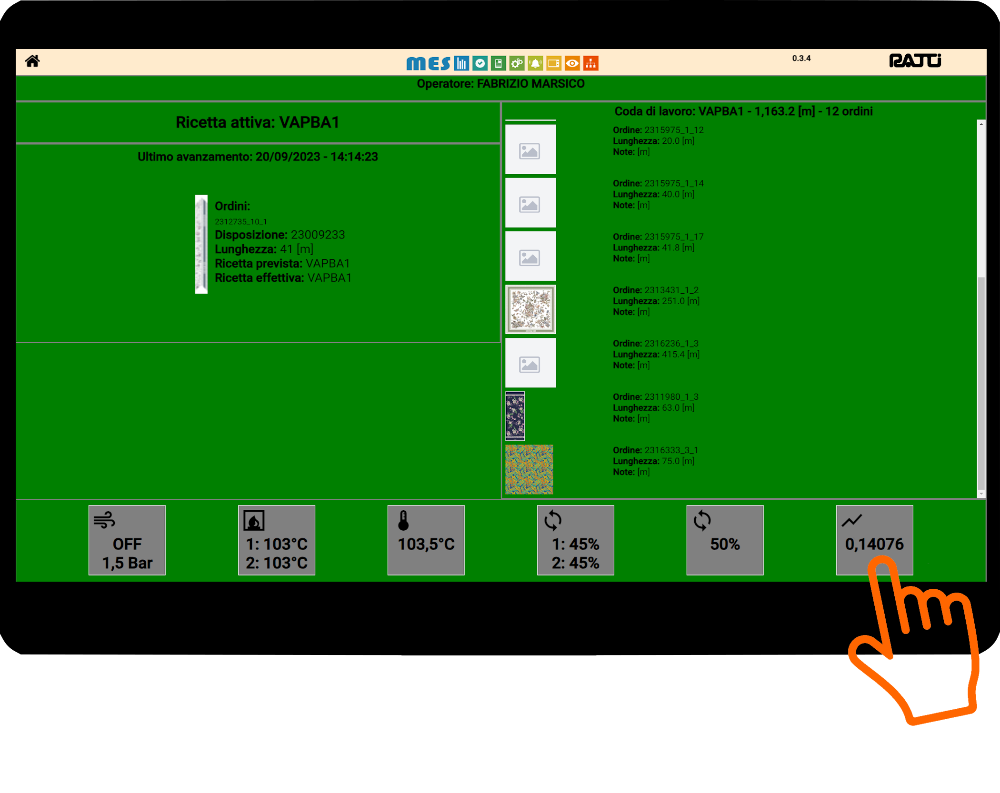 MES
0.3.4
RATTI
Operatore: FABRIZIO MARSICO
Ricetta attiva: VAPBA1
Ultimo avanzamento: 20/09/2023 - 14:14:23
Ordini:
2312735_10_1
Disposizione: 23009233
Lunghezza: 41 [m]
Ricetta prevista: VAPBA1
Ricetta effettiva: VAPBA1
Coda di lavoro: VAPBA1 - 1,163.2 [m] - 12 ordini
Ordine: 2315975_1_12
Lunghezza: 20.0 [m]
Note: [m]
Ordine: 2315975_1_14
Lunghezza: 40.0 [m]
Note: [m]
Ordine: 2315975_1_17
Lunghezza: 41.8 [m]
Note: [m]
Ordine: 2313431_1_2
Lunghezza: 251.0 [m]
Note: [m]
Ordine: 2316236_1_3
Lunghezza: 415.4 [m]
Note: [m]
Ordine: 2311980_1_3
Lunghezza: 63.0 [m]
Note: [m]
Ordine: 2316333_3_1
Lunghezza: 75.0 [m]
Note: [m]
OFF
1,5 Bar
1: 103°C
2: 103°C
103,5°C
1: 45%
2: 45%
50%
0,14076